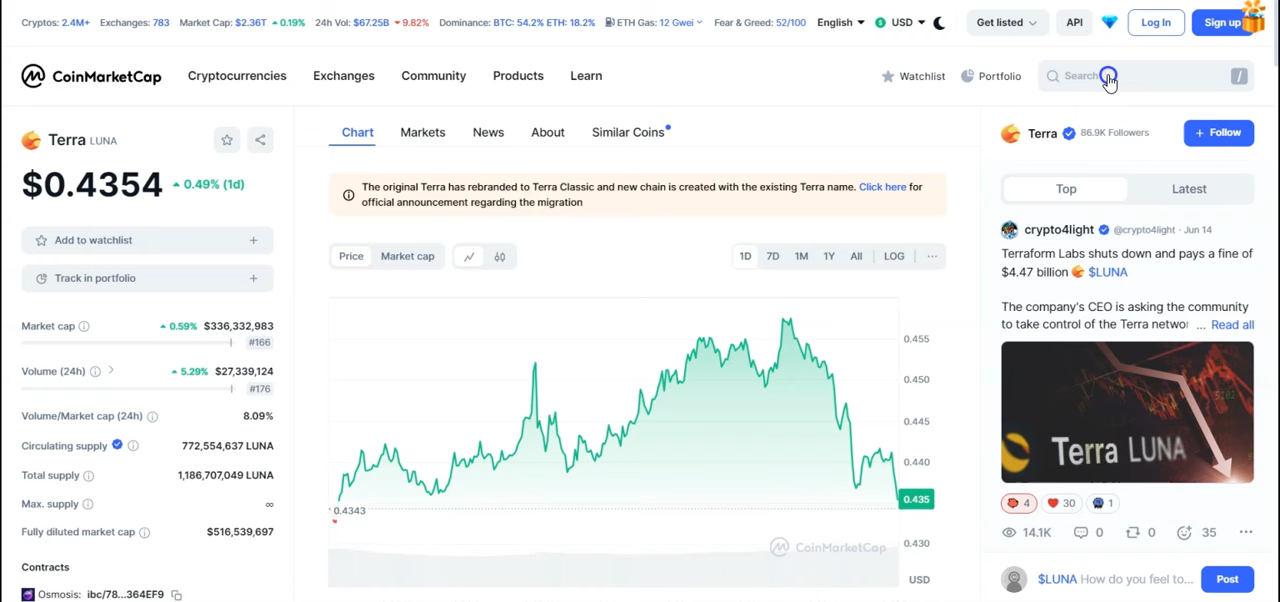 Cryptos: 2.4M+ Exchanges: 783 Market Cap: $2.36T 0.19% 24h Vol: $67.25B 9.82% Dominance: BTC: 54.2% ETH: 18.2% ETH Gas: 12 Gwei Fear & Greed: 52/100 English USD Get listed API Log In Sign up
CoinMarketCap Cryptocurrencies Exchanges Community Products Learn Watchlist Portfolio Search /
Terra LUNA
$0.4354 0.49% (1d)
Add to watchlist +
Track in portfolio +
Market cap 0.59% $336,332,983
#166
Volume (24h) 5.29% $27,339,124
#176
Volume/Market cap (24h) 8.09%
Circulating supply 772,554,637 LUNA
Total supply 1,186,707,049 LUNA
Max. supply ∞
Fully diluted market cap $516,539,697
Contracts
Osmosis: ibc/78...364EF9
Chart Markets News About Similar Coins
The original Terra has rebranded to Terra Classic and new chain is created with the existing Terra name. Click here for
official announcement regarding the migration
Price Market cap 1D 7D 1M 1Y All LOG ...
0.455
0.450
0.445
0.440
0.435
0.4343
0.430
CoinMarketCap
USD
Terra 86.9K Followers + Follow
Top Latest
crypto4light @crypto4light · Jun 14
Terraform Labs shuts down and pays a fine of
$4.47 billion $LUNA
The company's CEO is asking the community
to take control of the Terra networ ... Read all
Terra LUNA
4 30 1
14.1K 0 0 35 ...
$LUNA How do you feel to... Post